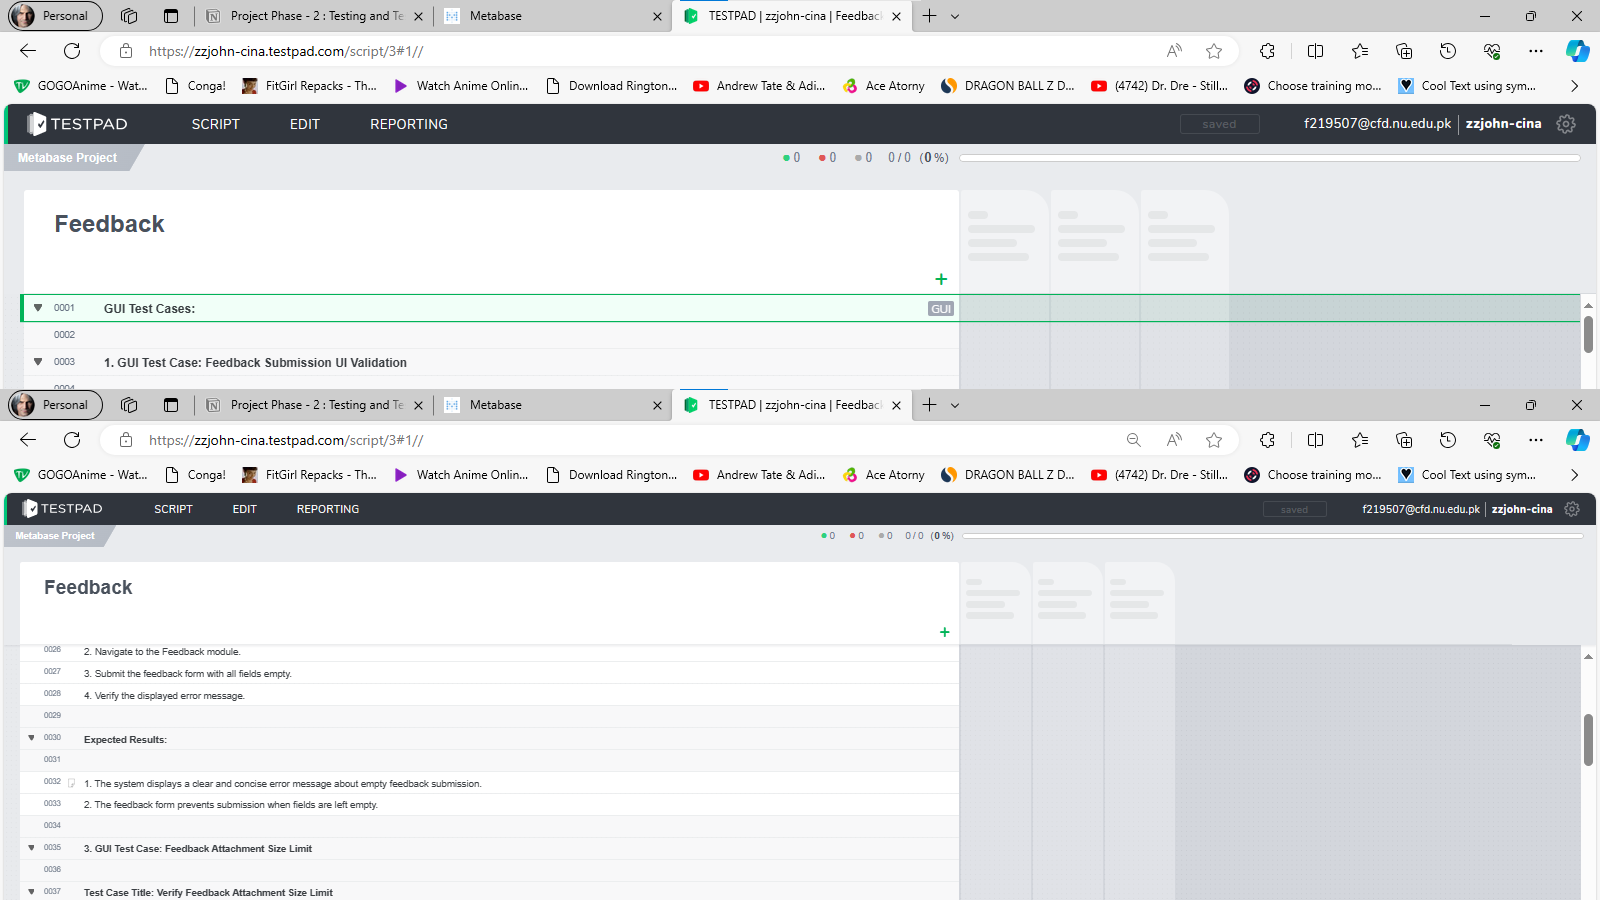 Personal
Project Phase - 2 : Testing and Te
Metabase
TESTPAD | zzjohn-cina | Feedback
https://zzjohn-cina.testpad.com/script/3#1//
GOGOAnime - Wat...
Conga!
FitGirl Repacks - Th...
Watch Anime Onlin...
Download Rington...
Andrew Tate & Adi...
Ace Atorny
DRAGON BALL Z D...
(4742) Dr. Dre - Still...
Choose training mo...
Cool Text using sym...
TESTPAD
SCRIPT
EDIT
REPORTING
saved
f219507@cfd.nu.edu.pk
zzjohn-cina
Metabase Project
0 0 0 0 / 0 (0 %)
Feedback
+
0001 GUI Test Cases: GUI
0002
0003 1. GUI Test Case: Feedback Submission UI Validation
0004
Personal
Project Phase - 2 : Testing and Te
Metabase
TESTPAD | zzjohn-cina | Feedback
https://zzjohn-cina.testpad.com/script/3#1//
GOGOAnime - Wat...
Conga!
FitGirl Repacks - Th...
Watch Anime Onlin...
Download Rington...
Andrew Tate & Adi...
Ace Atorny
DRAGON BALL Z D...
(4742) Dr. Dre - Still...
Choose training mo...
Cool Text using sym...
TESTPAD
SCRIPT
EDIT
REPORTING
saved
f219507@cfd.nu.edu.pk
zzjohn-cina
Metabase Project
0 0 0 0 / 0 (0 %)
Feedback
+
0026 2. Navigate to the Feedback module.
0027 3. Submit the feedback form with all fields empty.
0028 4. Verify the displayed error message.
0029
0030 Expected Results:
0031
0032 1. The system displays a clear and concise error message about empty feedback submission.
0033 2. The feedback form prevents submission when fields are left empty.
0034
0035 3. GUI Test Case: Feedback Attachment Size Limit
0036
0037 Test Case Title: Verify Feedback Attachment Size Limit